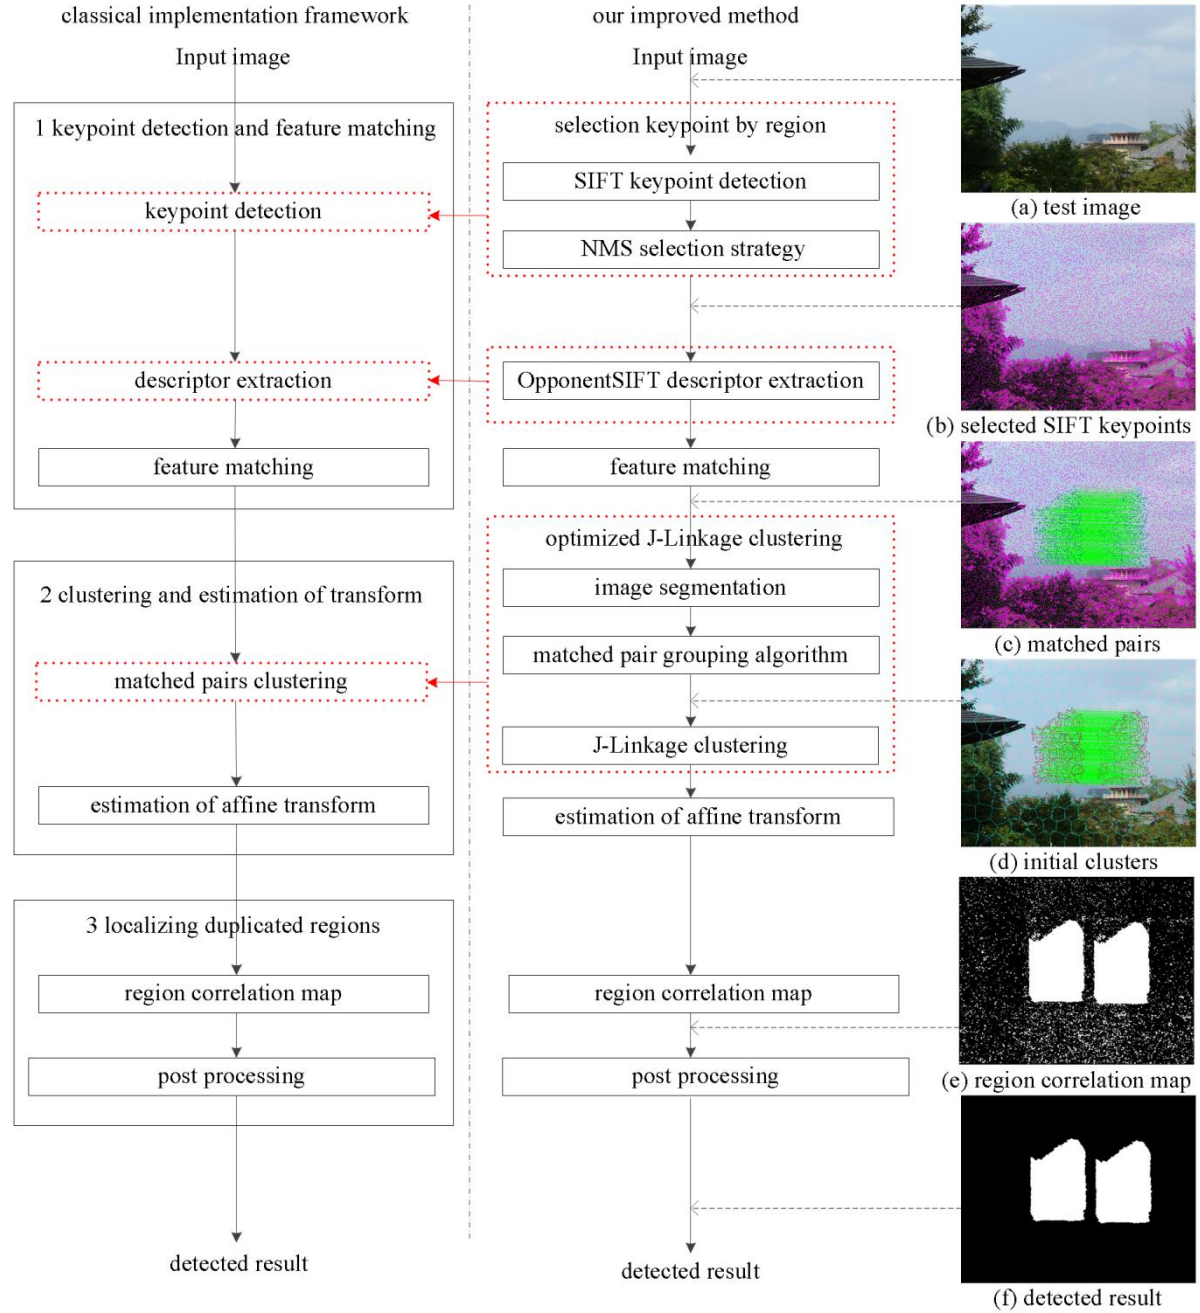 classical implementation framework
our improved method
Input image
1 keypoint detection and feature matching
keypoint detection
descriptor extraction
feature matching
2 clustering and estimation of transform
matched pairs clustering
estimation of affine transform
3 localizing duplicated regions
region correlation map
post processing
detected result
Input image
selection keypoint by region
SIFT keypoint detection
NMS selection strategy
OpponentSIFT descriptor extraction
feature matching
optimized J-Linkage clustering
image segmentation
matched pair grouping algorithm
J-Linkage clustering
estimation of affine transform
region correlation map
post processing
detected result
(a) test image
(b) selected SIFT keypoints
(c) matched pairs
(d) initial clusters
(e) region correlation map
(f) detected result